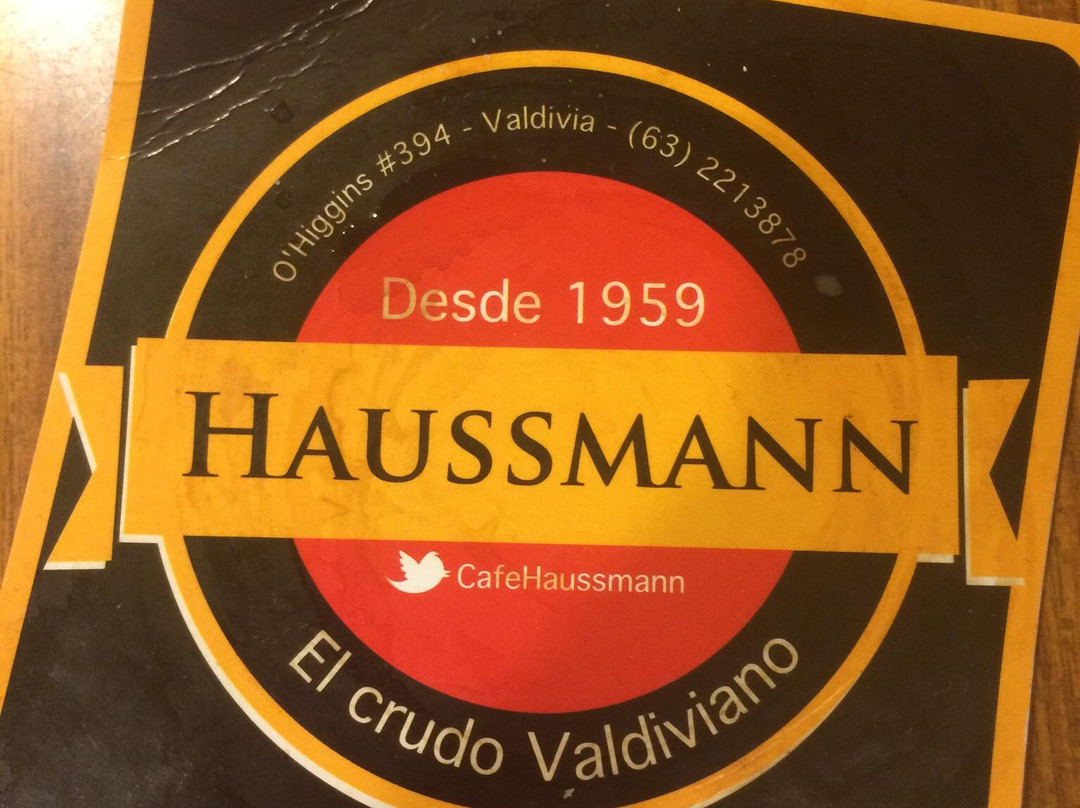 O'Higgins #394 - Valdivia - (63) 2213878
Desde 1959
HAUSSMANN
CafeHaussmann
El crudo Valdiviano